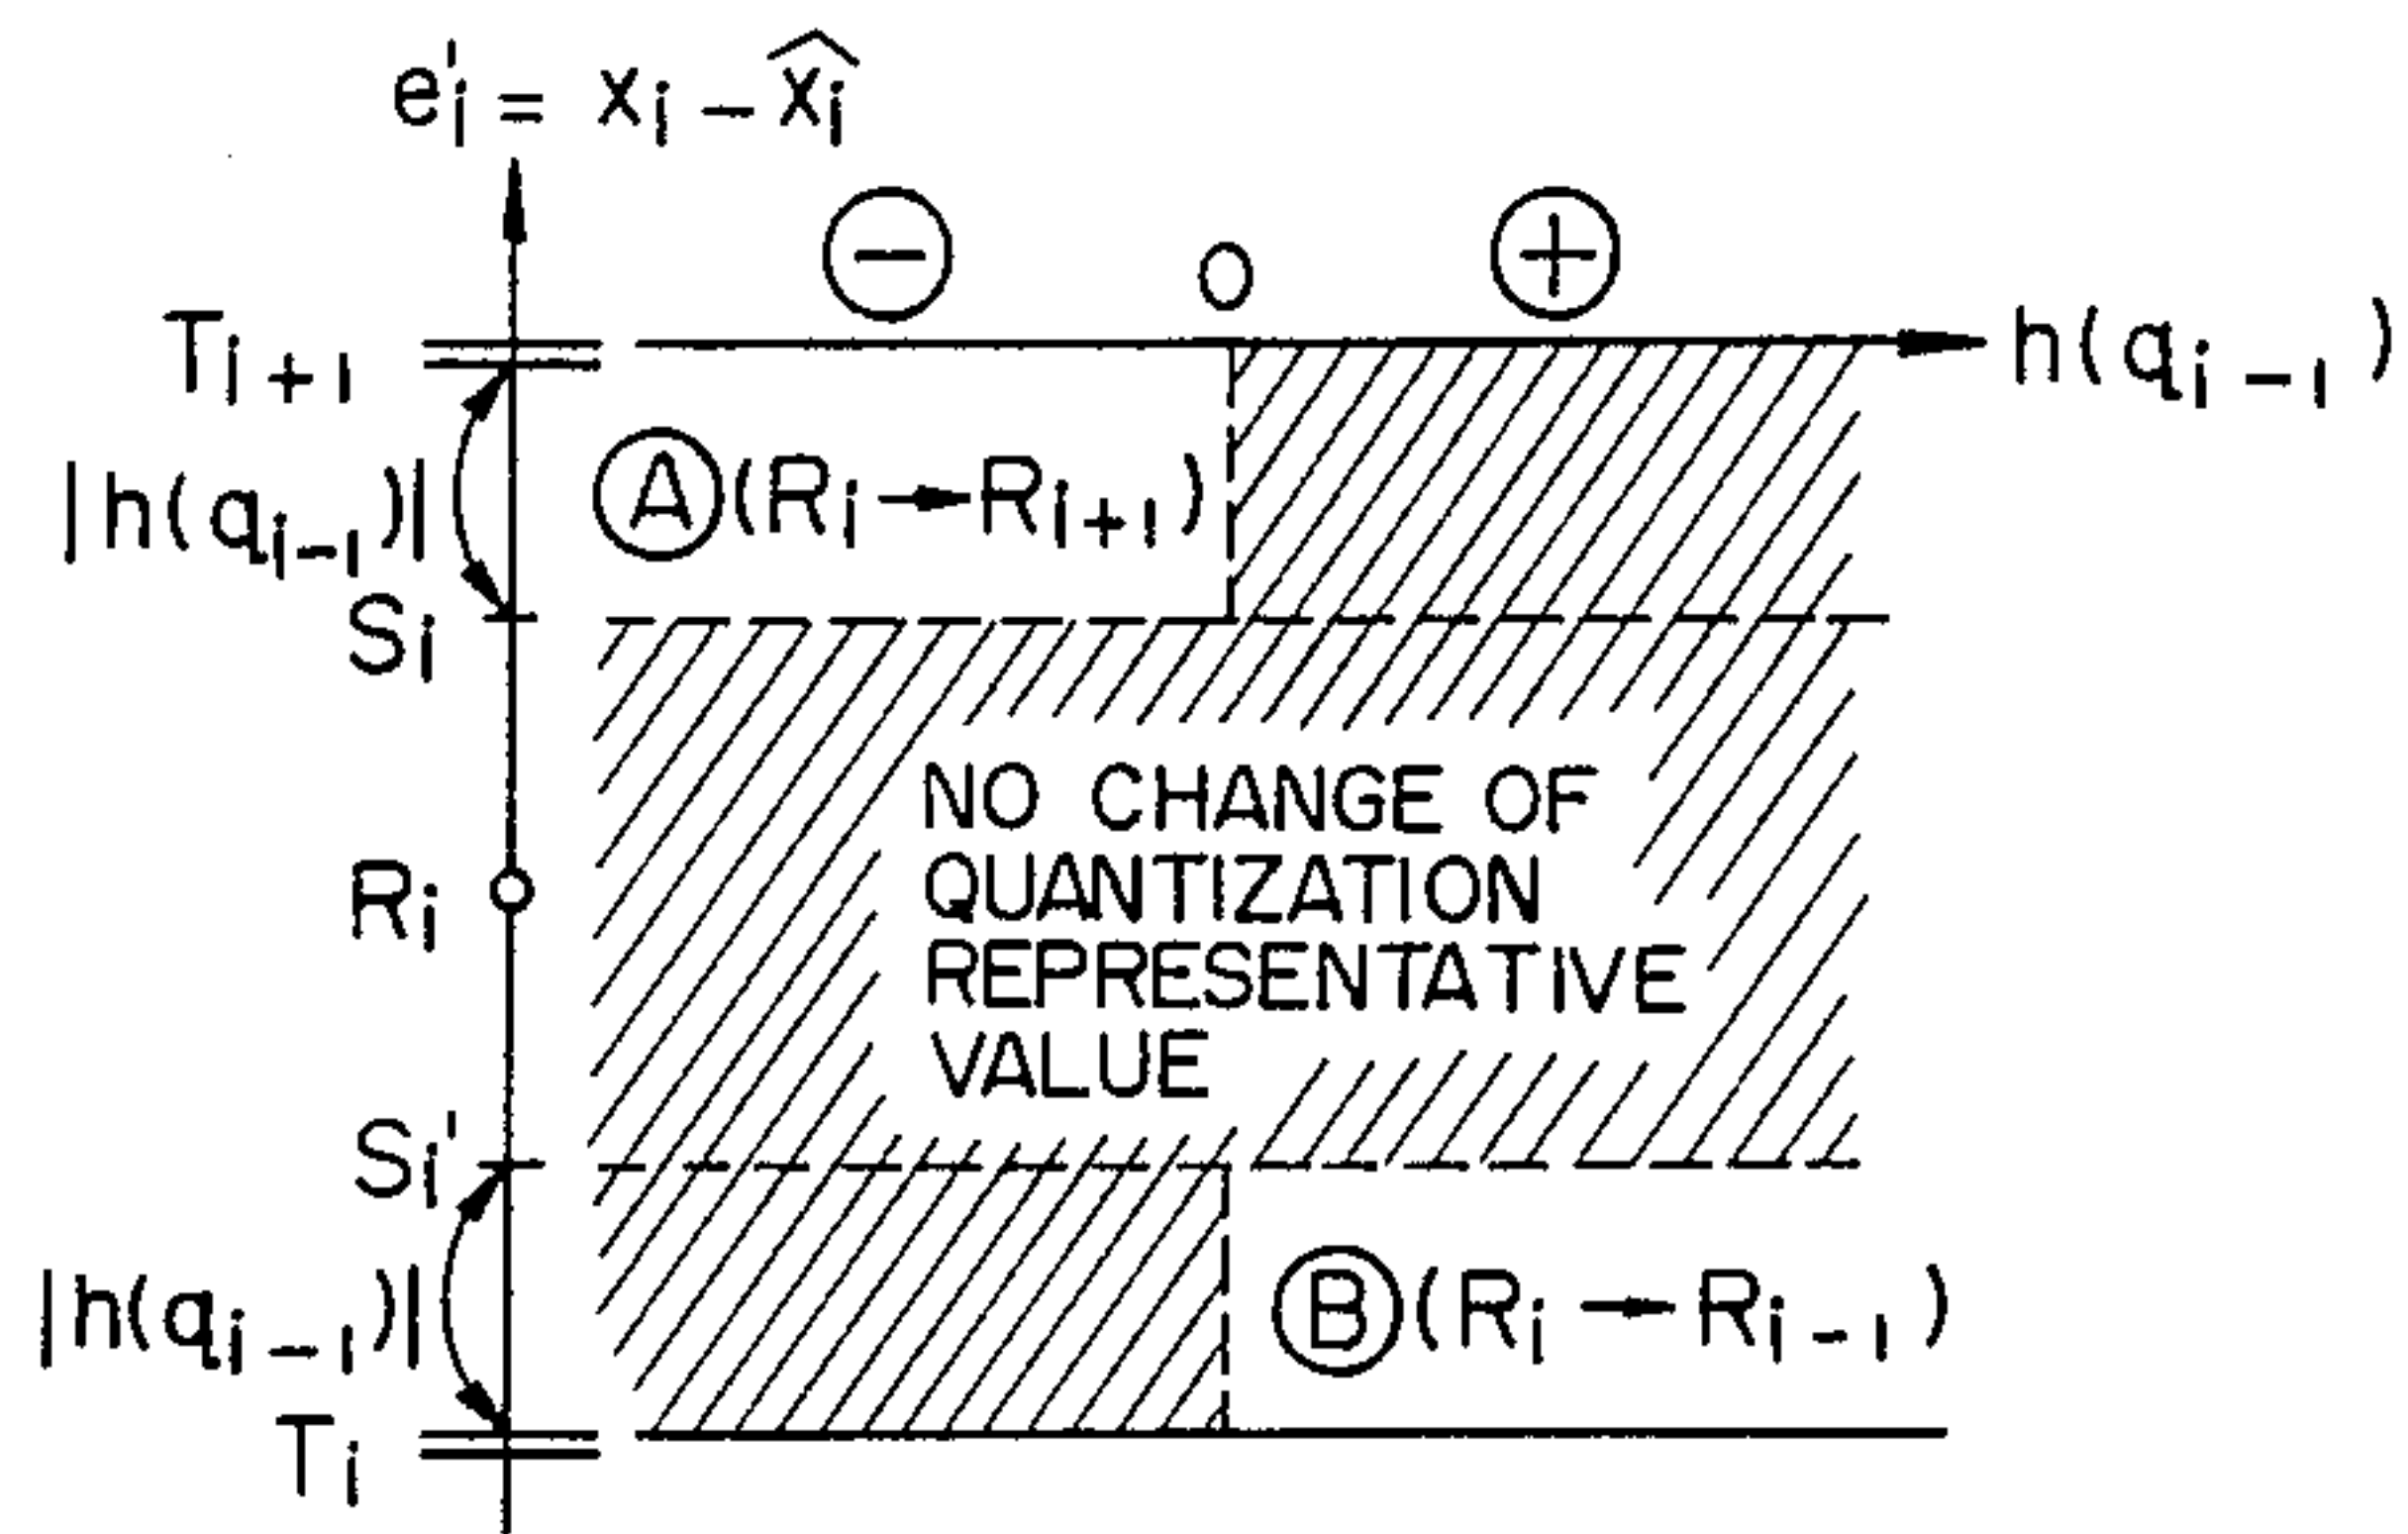 e'i = xi - x̂i
⊖ 0 ⊕
Ti+1
h(qi-1)
|h(qi-1)|
Ⓐ(Ri→Ri+1)
Si
NO CHANGE OF
QUANTIZATION
REPRESENTATIVE
VALUE
Ri
Si'
|h(qi-1)|
Ⓑ(Ri→Ri-1)
Ti